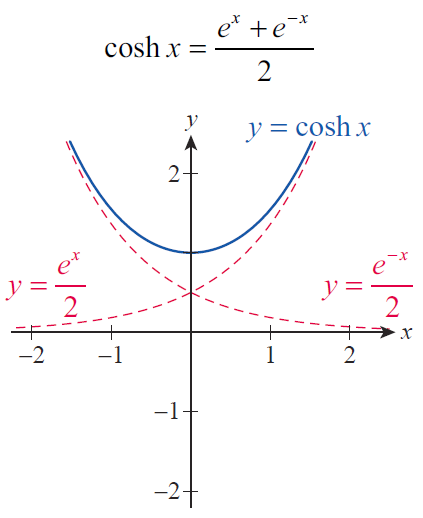 cosh x = (e^x + e^{-x})/2
y
y = cosh x
2
y = e^x/2
y = e^{-x}/2
x
–2 –1 1 2
–1
–2